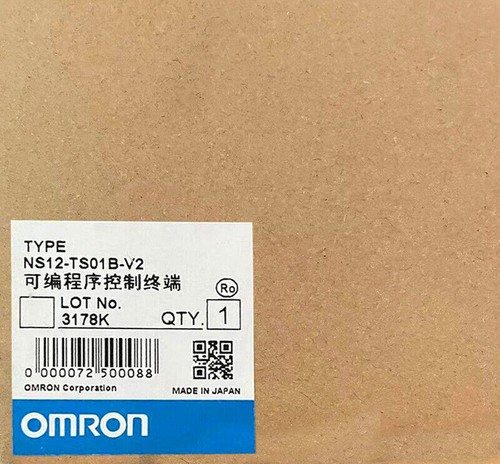 TYPE
NS12-TS01B-V2
可编程序控制终端
Ro
LOT No.
3178K QTY. 1
0 000072 500088
OMRON Corporation MADE IN JAPAN
OMRON